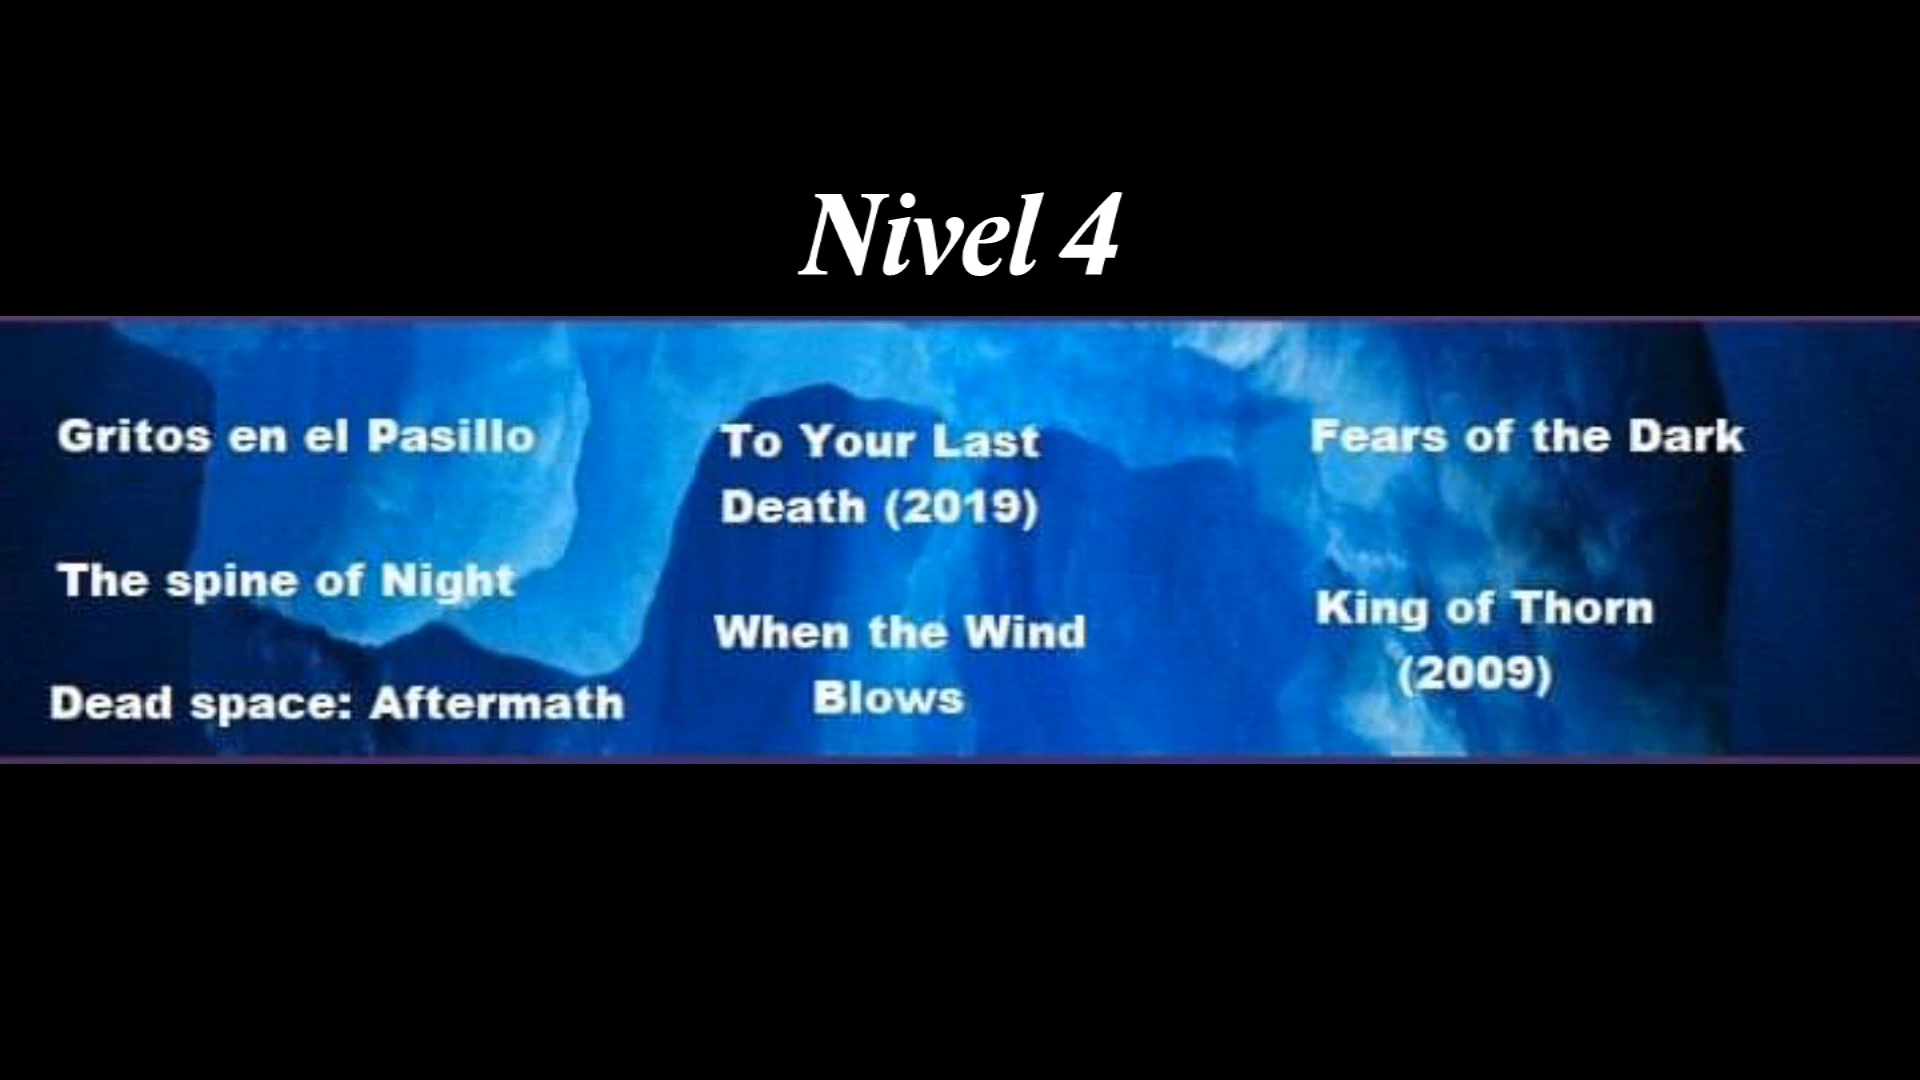 Nivel 4
Gritos en el Pasillo
The spine of Night
Dead space: Aftermath
To Your Last
Death (2019)
When the Wind
Blows
Fears of the Dark
King of Thorn
(2009)